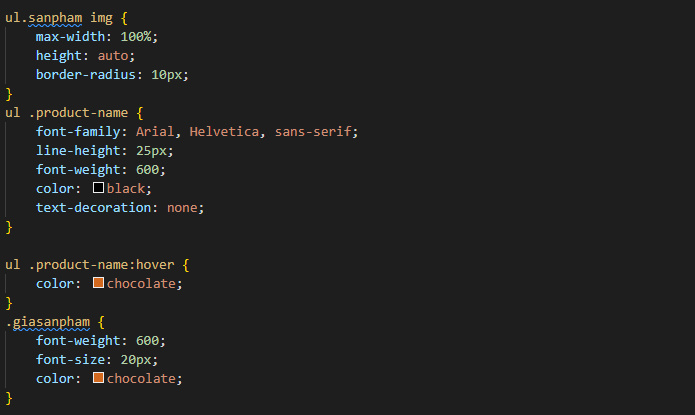 ul.sanpham img {
    max-width: 100%;
    height: auto;
    border-radius: 10px;
}
ul .product-name {
    font-family: Arial, Helvetica, sans-serif;
    line-height: 25px;
    font-weight: 600;
    color: black;
    text-decoration: none;
}

ul .product-name:hover {
    color: chocolate;
}
.giasanpham {
    font-weight: 600;
    font-size: 20px;
    color: chocolate;
}